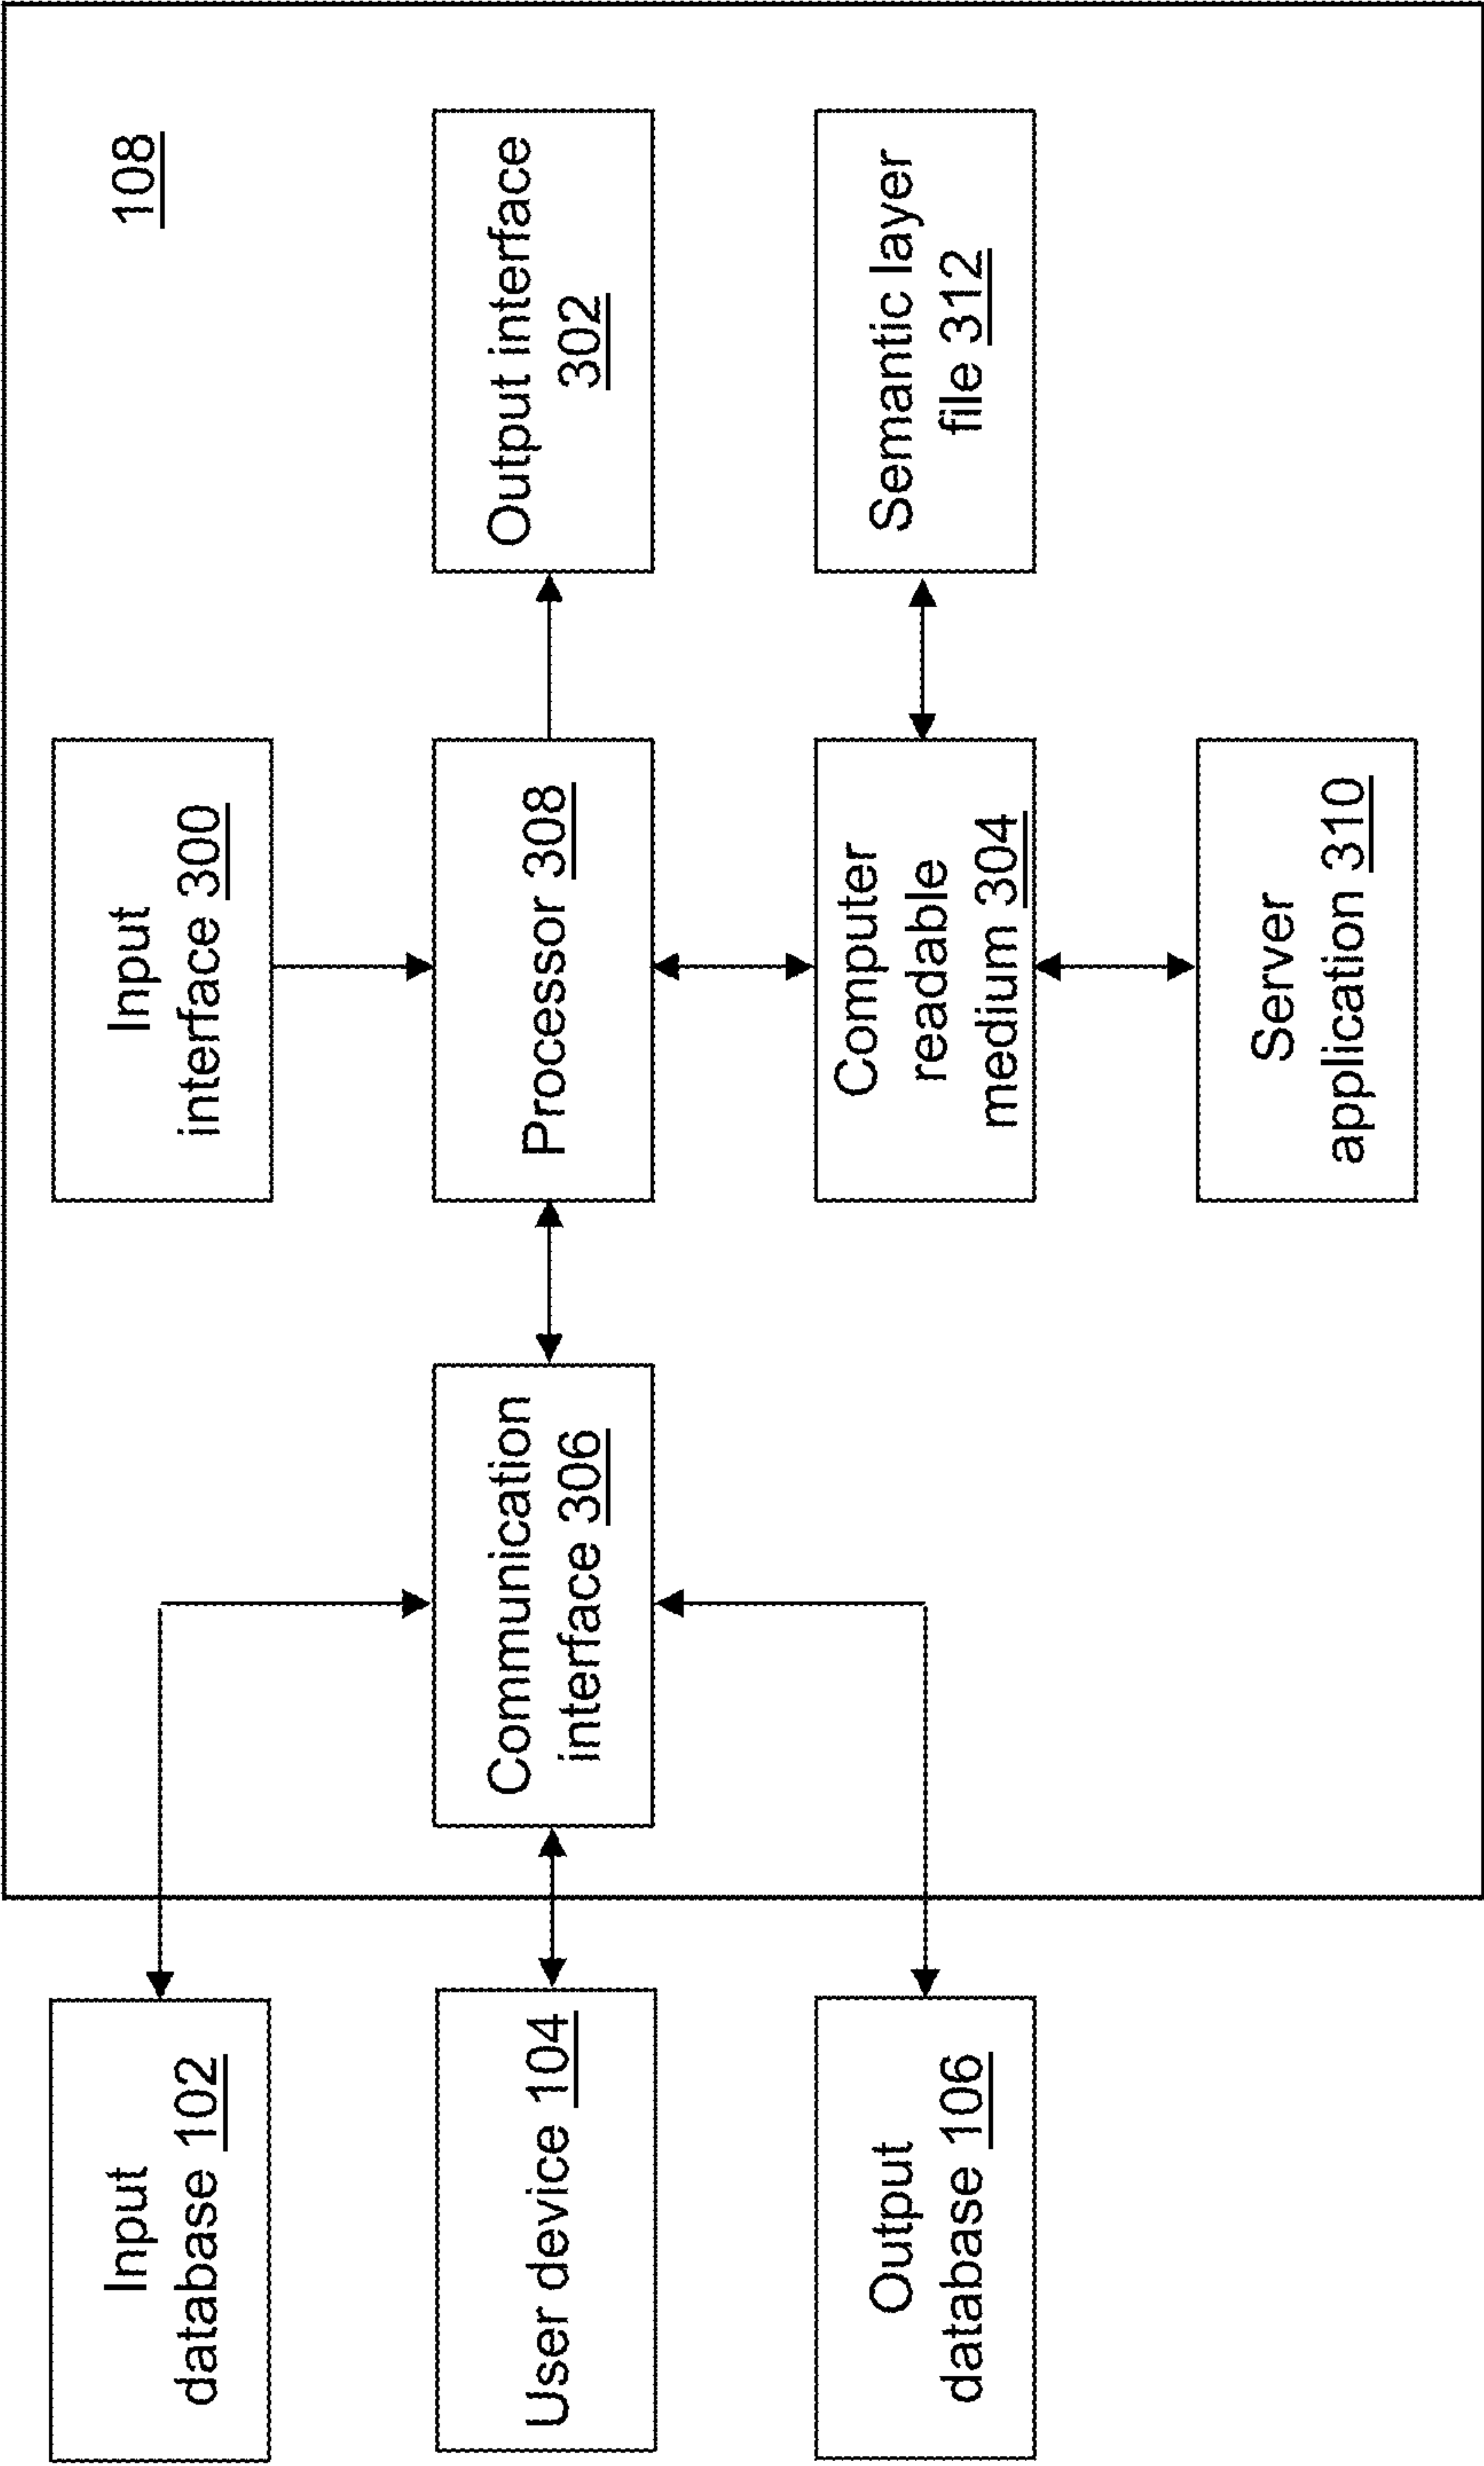 108
Input
database 102
Input
interface 300
User device 104
Communication
interface 306
Processor 308
Output interface
302
Output
database 106
Computer
readable
medium 304
Semantic layer
file 312
Server
application 310